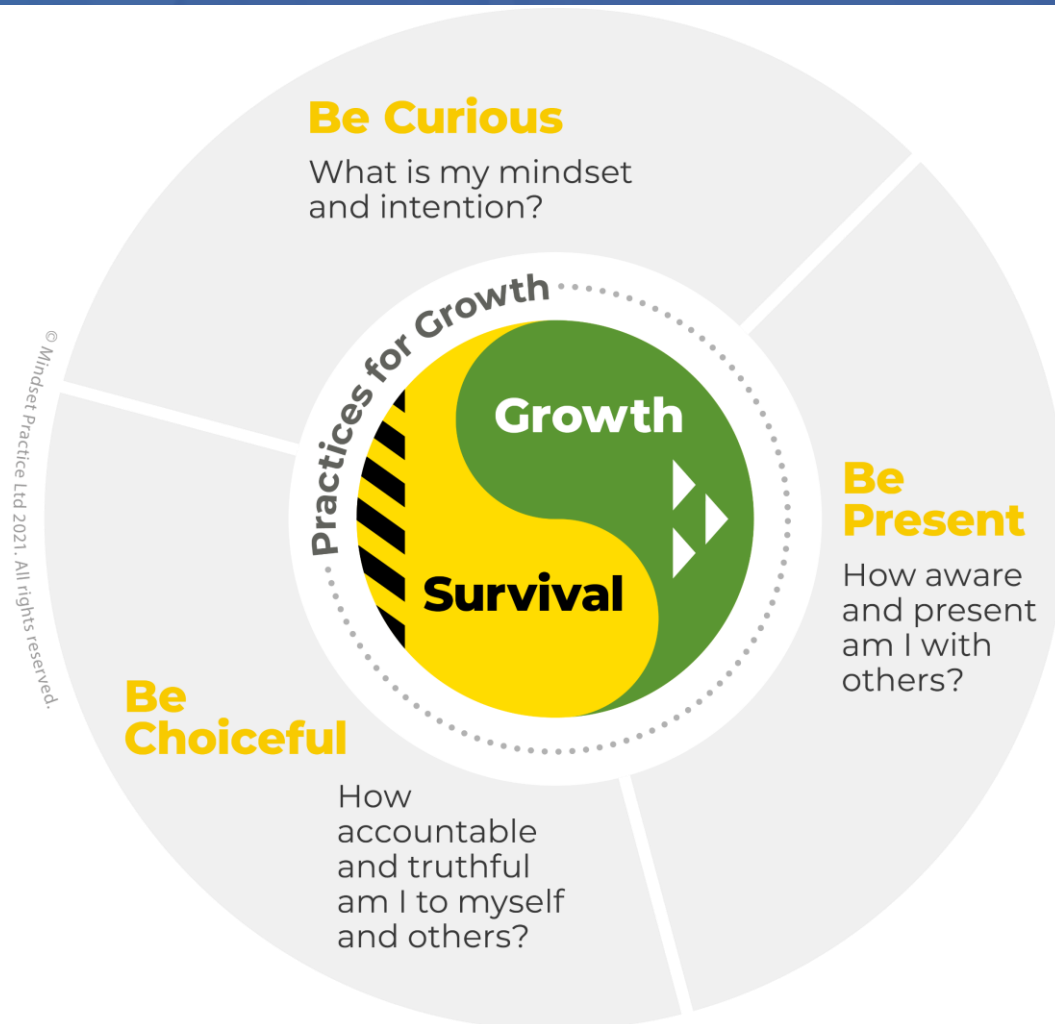 Be Curious
What is my mindset
and intention?
Practices for Growth
Growth
Survival
Be
Present
How aware
and present
am I with
others?
Be
Choiceful
How
accountable
and truthful
am I to myself
and others?
© Mindset Practice Ltd 2021. All rights reserved.